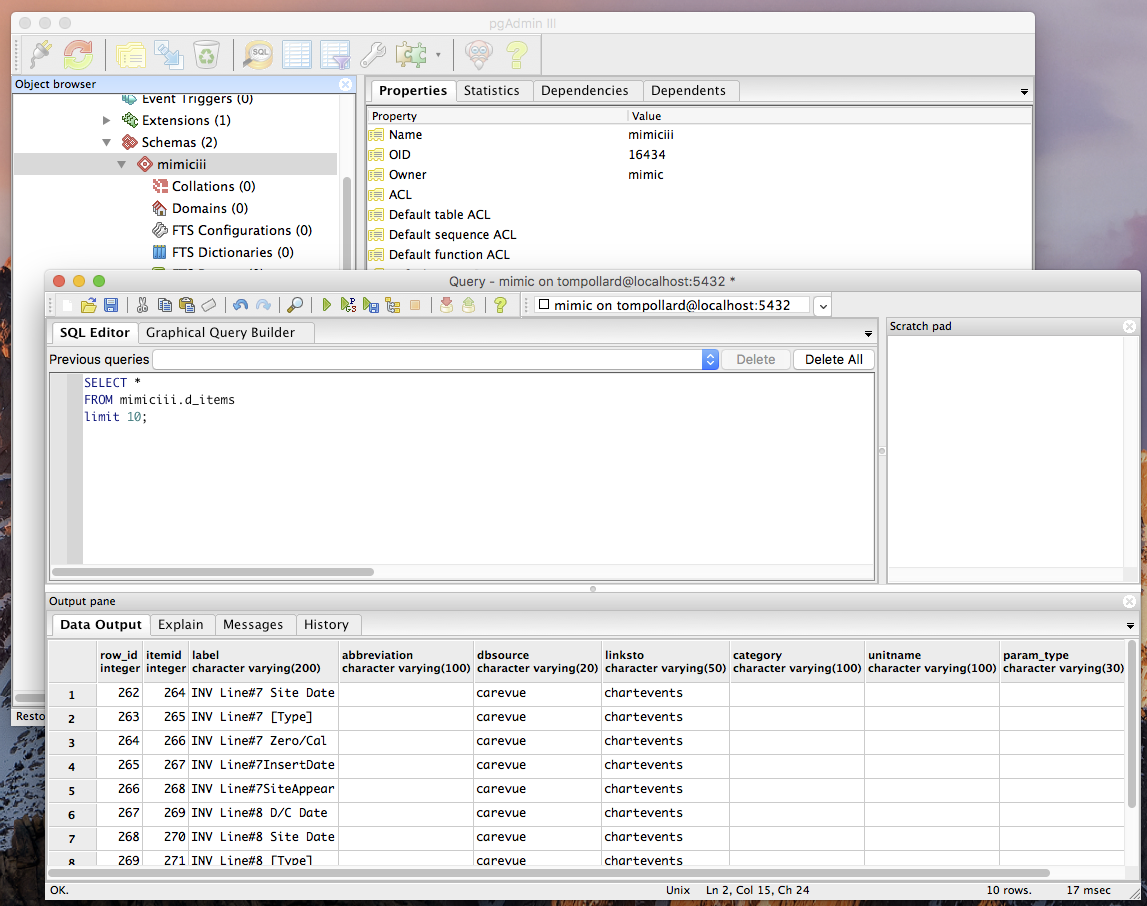 pgAdmin III
SQL
Object browser
Event Triggers (0)
Extensions (1)
Schemas (2)
mimiciii
Collations (0)
Domains (0)
FTS Configurations (0)
FTS Dictionaries (0)
Properties Statistics Dependencies Dependents
Property Value
Name mimiciii
OID 16434
Owner mimic
ACL
Default table ACL
Default sequence ACL
Default function ACL
Query - mimic on tompollard@localhost:5432 *
mimic on tompollard@localhost:5432
SQL Editor Graphical Query Builder
Scratch pad
Previous queries Delete Delete All
SELECT *
FROM mimiciii.d_items
limit 10;
Output pane
Data Output Explain Messages History
row_id itemid label abbreviation dbsource linksto category unitname param_type
integer integer character varying(200) character varying(100) character varying(20) character varying(50) character varying(100) character varying(100) character varying(30)
1 262 264 INV Line#7 Site Date carevue chartevents
2 263 265 INV Line#7 [Type] carevue chartevents
3 264 266 INV Line#7 Zero/Cal carevue chartevents
4 265 267 INV Line#7InsertDate carevue chartevents
5 266 268 INV Line#7SiteAppear carevue chartevents
6 267 269 INV Line#8 D/C Date carevue chartevents
7 268 270 INV Line#8 Site Date carevue chartevents
8 269 271 INV Line#8 [Type] carevue chartevents
Resto
OK. Unix Ln 2, Col 15, Ch 24 10 rows. 17 msec